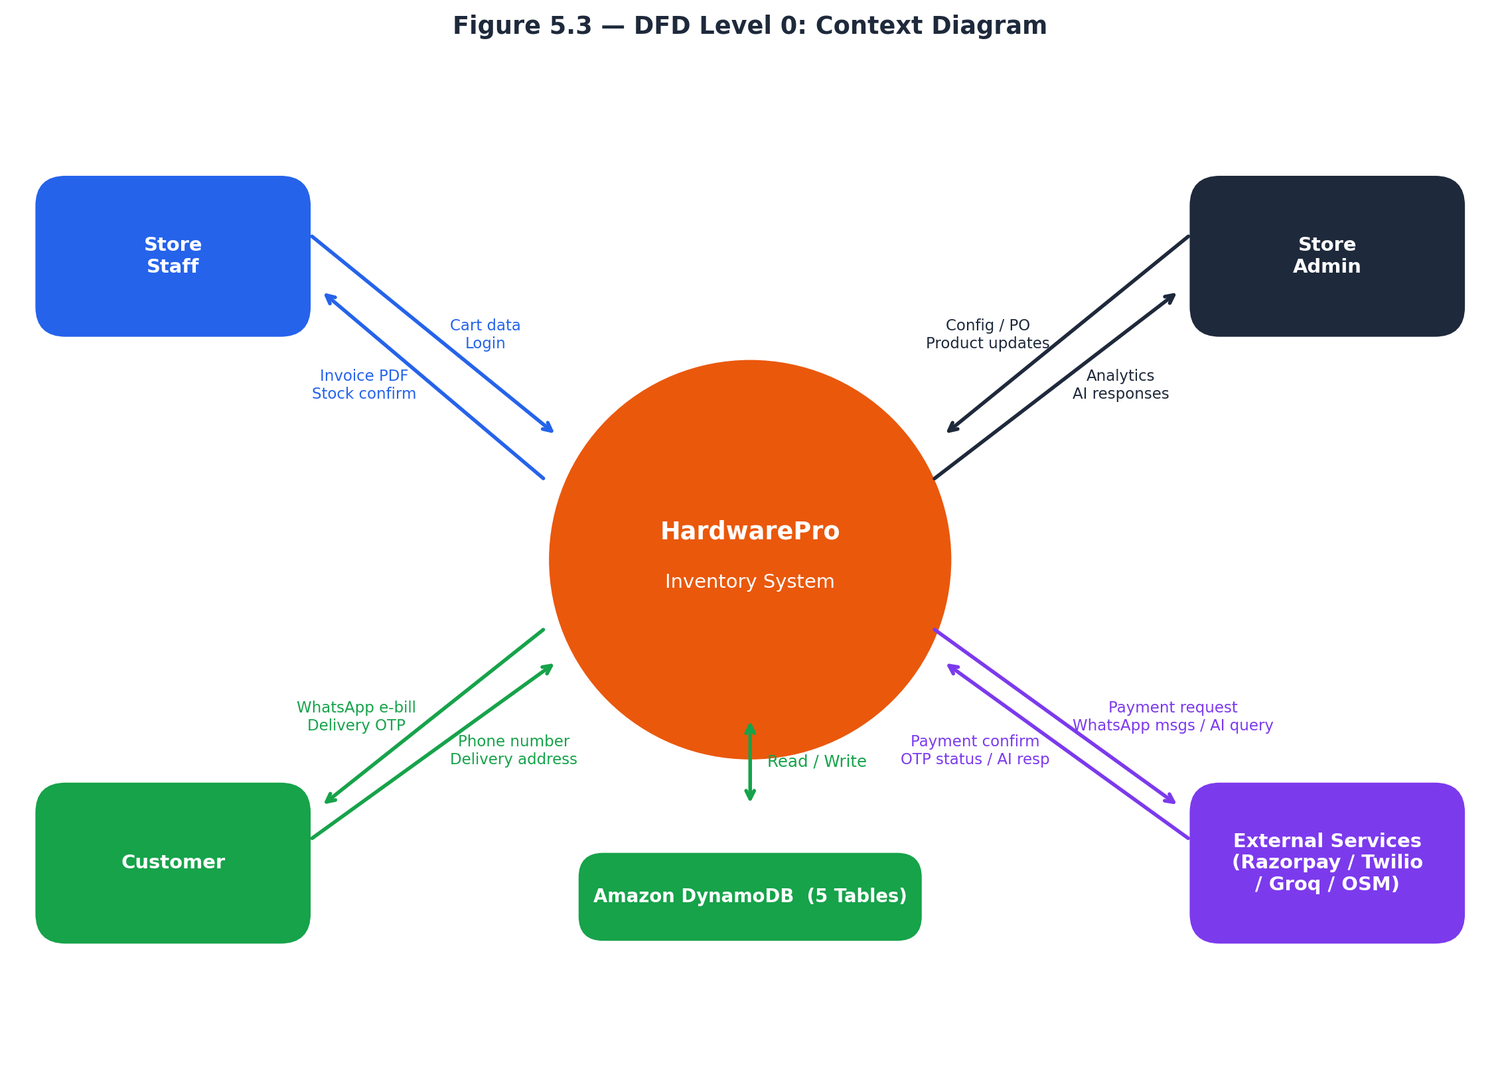 Figure 5.3 — DFD Level 0: Context Diagram
Store
Staff
Store
Admin
Cart data
Login
Config / PO
Product updates
Invoice PDF
Stock confirm
Analytics
AI responses
HardwarePro
Inventory System
WhatsApp e-bill
Delivery OTP
Phone number
Delivery address
Read / Write
Payment confirm
OTP status / AI resp
Payment request
WhatsApp msgs / AI query
Customer
Amazon DynamoDB  (5 Tables)
External Services
(Razorpay / Twilio
/ Groq / OSM)